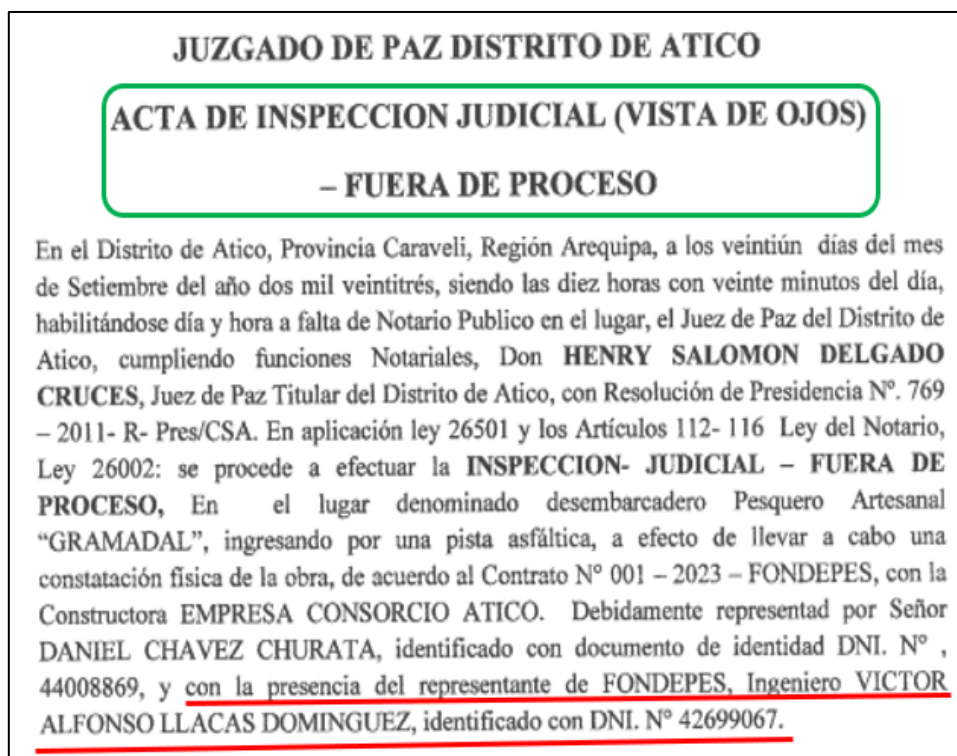 JUZGADO DE PAZ DISTRITO DE ATICO
ACTA DE INSPECCION JUDICIAL (VISTA DE OJOS)
– FUERA DE PROCESO
En el Distrito de Atico, Provincia Caraveli, Región Arequipa, a los veintiún días del mes
de Setiembre del año dos mil veintitrés, siendo las diez horas con veinte minutos del día,
habilitándose día y hora a falta de Notario Publico en el lugar, el Juez de Paz del Distrito de
Atico, cumpliendo funciones Notariales, Don HENRY SALOMON DELGADO
CRUCES, Juez de Paz Titular del Distrito de Atico, con Resolución de Presidencia Nº. 769
– 2011- R- Pres/CSA. En aplicación ley 26501 y los Artículos 112- 116 Ley del Notario,
Ley 26002: se procede a efectuar la INSPECCION- JUDICIAL – FUERA DE
PROCESO, En el lugar denominado desembarcadero Pesquero Artesanal
“GRAMADAL”, ingresando por una pista asfáltica, a efecto de llevar a cabo una
constatación física de la obra, de acuerdo al Contrato N° 001 – 2023 – FONDEPES, con la
Constructora EMPRESA CONSORCIO ATICO. Debidamente representad por Señor
DANIEL CHAVEZ CHURATA, identificado con documento de identidad DNI. N° ,
44008869, y con la presencia del representante de FONDEPES, Ingeniero VICTOR
ALFONSO LLACAS DOMINGUEZ, identificado con DNI. N° 42699067.